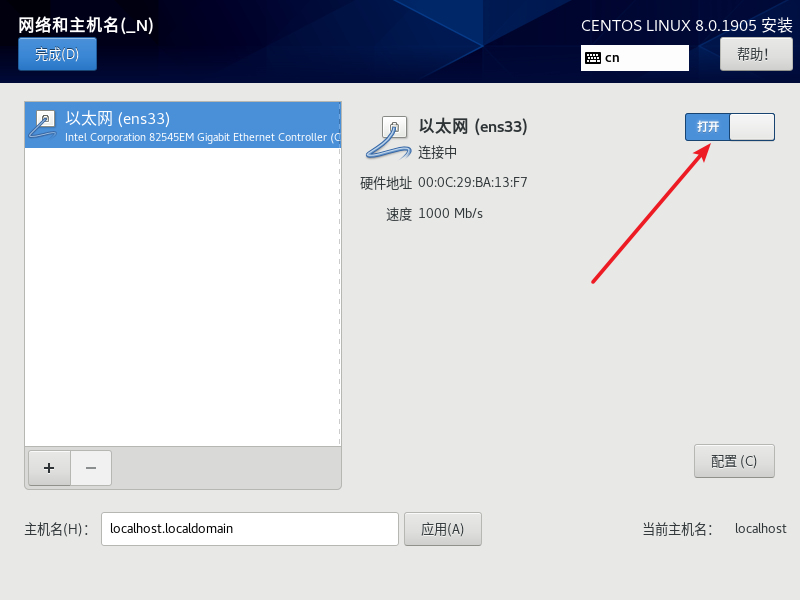 网络和主机名(_N)
CENTOS LINUX 8.0.1905 安装
完成(D)
cn
帮助!
以太网 (ens33)
Intel Corporation 82545EM Gigabit Ethernet Controller (C
以太网 (ens33)
连接中
打开
硬件地址 00:0C:29:BA:13:F7
速度 1000 Mb/s
+ −
配置 (C)
主机名(H): localhost.localdomain
应用(A)
当前主机名: localhost